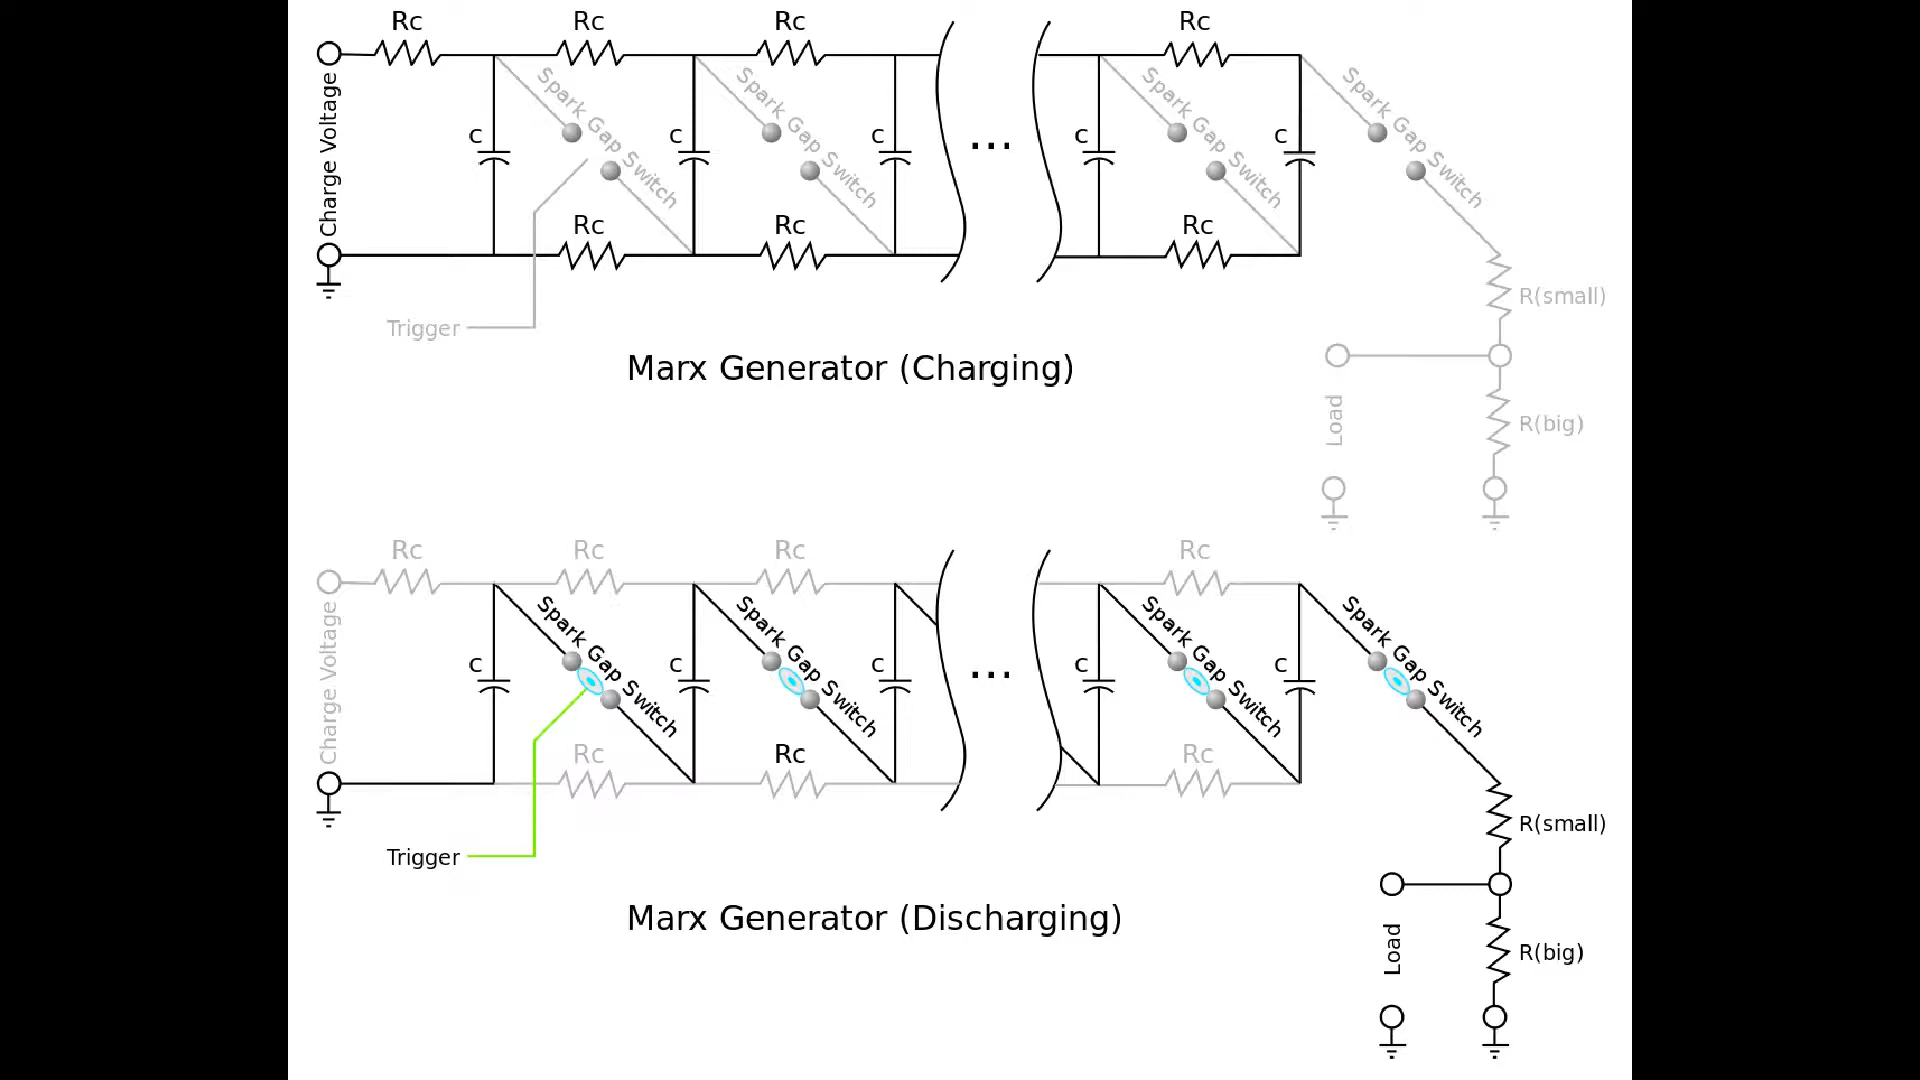 Rc Rc Rc Rc
Charge Voltage
C C C ... C C
Spark Gap Switch Spark Gap Switch Spark Gap Switch Spark Gap Switch
Rc Rc Rc
R(small)
Trigger
Marx Generator (Charging)
Load
R(big)
Rc Rc Rc Rc
Charge Voltage
C C C ... C C
Spark Gap Switch Spark Gap Switch Spark Gap Switch Spark Gap Switch
Rc Rc Rc
R(small)
Trigger
Marx Generator (Discharging)
Load
R(big)